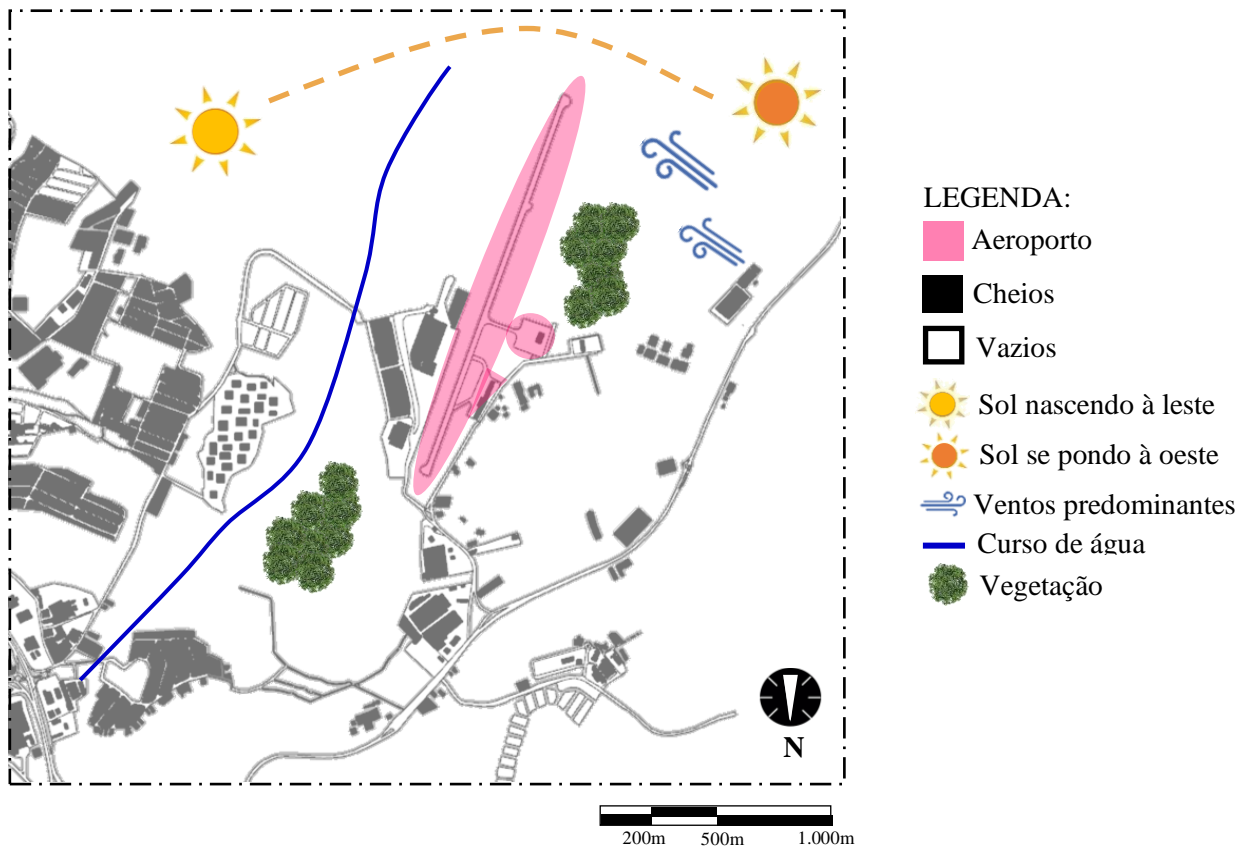 LEGENDA:
Aeroporto
Cheios
Vazios
Sol nascendo à leste
Sol se pondo à oeste
Ventos predominantes
Curso de água
Vegetação
N
200m 500m 1.000m